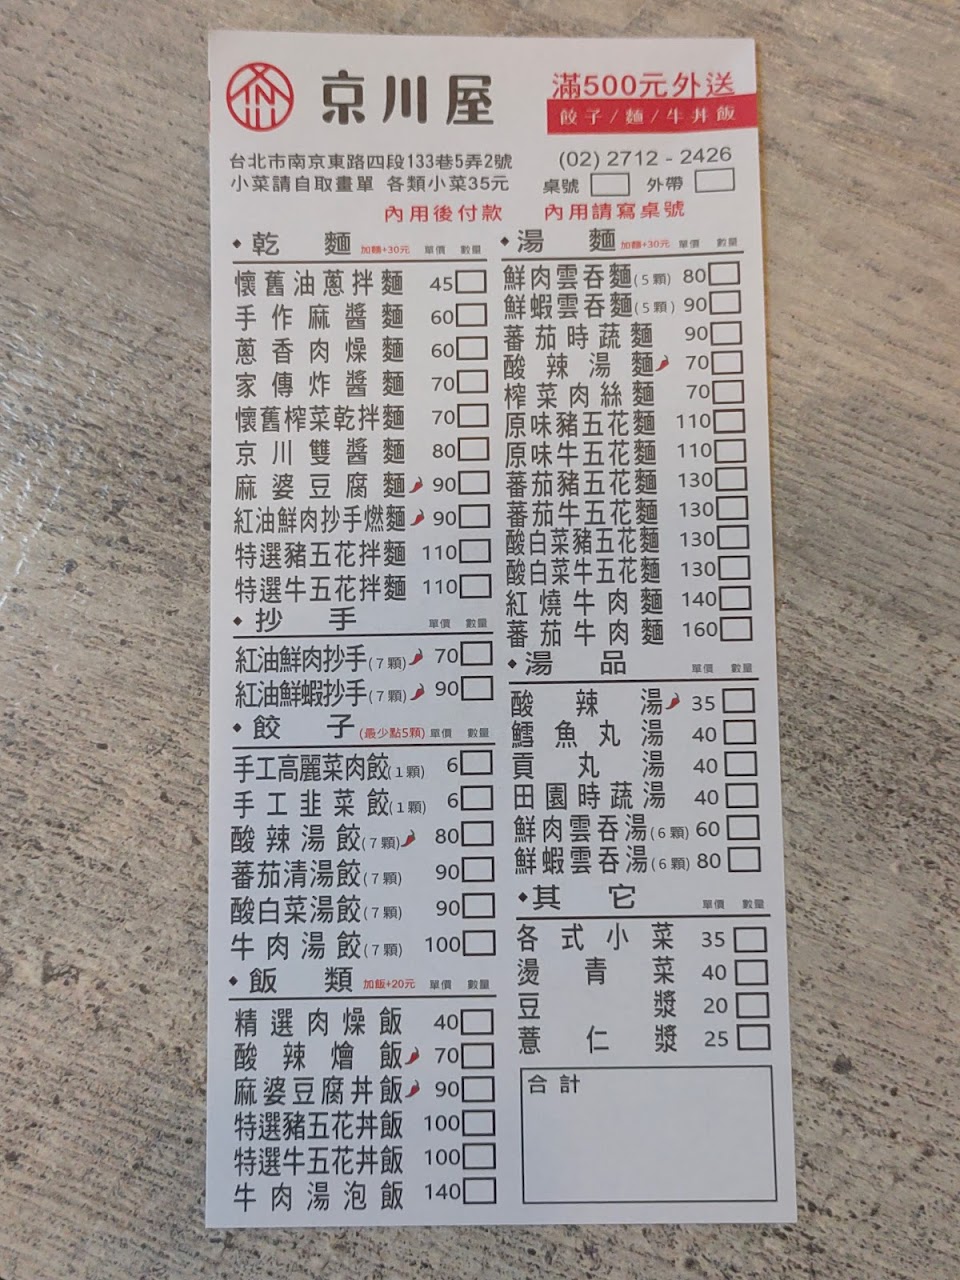 京川屋
滿500元外送
餃子/麵/牛丼飯
台北市南京東路四段133巷5弄2號
(02) 2712 - 2426
小菜請自取畫單 各類小菜35元
桌號 外帶
內用後付款 內用請寫桌號
乾麵 加麵+30元 單價 數量
懷舊油蔥拌麵 45
手作麻醬麵 60
蔥香肉燥麵 60
家傳炸醬麵 70
懷舊榨菜乾拌麵 70
京川雙醬麵 80
麻婆豆腐麵 90
紅油鮮肉抄手燃麵 90
特選豬五花拌麵 110
特選牛五花拌麵 110
抄手 單價 數量
紅油鮮肉抄手(7顆) 70
紅油鮮蝦抄手(7顆) 90
餃子 (最少點5顆) 單價 數量
手工高麗菜肉餃(1顆) 6
手工韭菜餃(1顆) 6
酸辣湯餃(7顆) 80
蕃茄清湯餃(7顆) 90
酸白菜湯餃(7顆) 90
牛肉湯餃(7顆) 100
飯類 加飯+20元 單價 數量
精選肉燥飯 40
酸辣燴飯 70
麻婆豆腐丼飯 90
特選豬五花丼飯 100
特選牛五花丼飯 100
牛肉湯泡飯 140
湯麵 加麵+30元 單價 數量
鮮肉雲吞麵(5顆) 80
鮮蝦雲吞麵(5顆) 90
蕃茄時蔬麵 90
酸辣湯麵 70
榨菜肉絲麵 70
原味豬五花麵 110
原味牛五花麵 110
蕃茄豬五花麵 130
蕃茄牛五花麵 130
酸白菜豬五花麵 130
酸白菜牛五花麵 130
紅燒牛肉麵 140
蕃茄牛肉麵 160
湯品 單價 數量
酸辣湯 35
鱈魚丸湯 40
貢丸湯 40
田園時蔬湯 40
鮮肉雲吞湯(6顆) 60
鮮蝦雲吞湯(6顆) 80
其它 單價 數量
各式小菜 35
燙青菜 40
豆漿 20
薏仁漿 25
合計